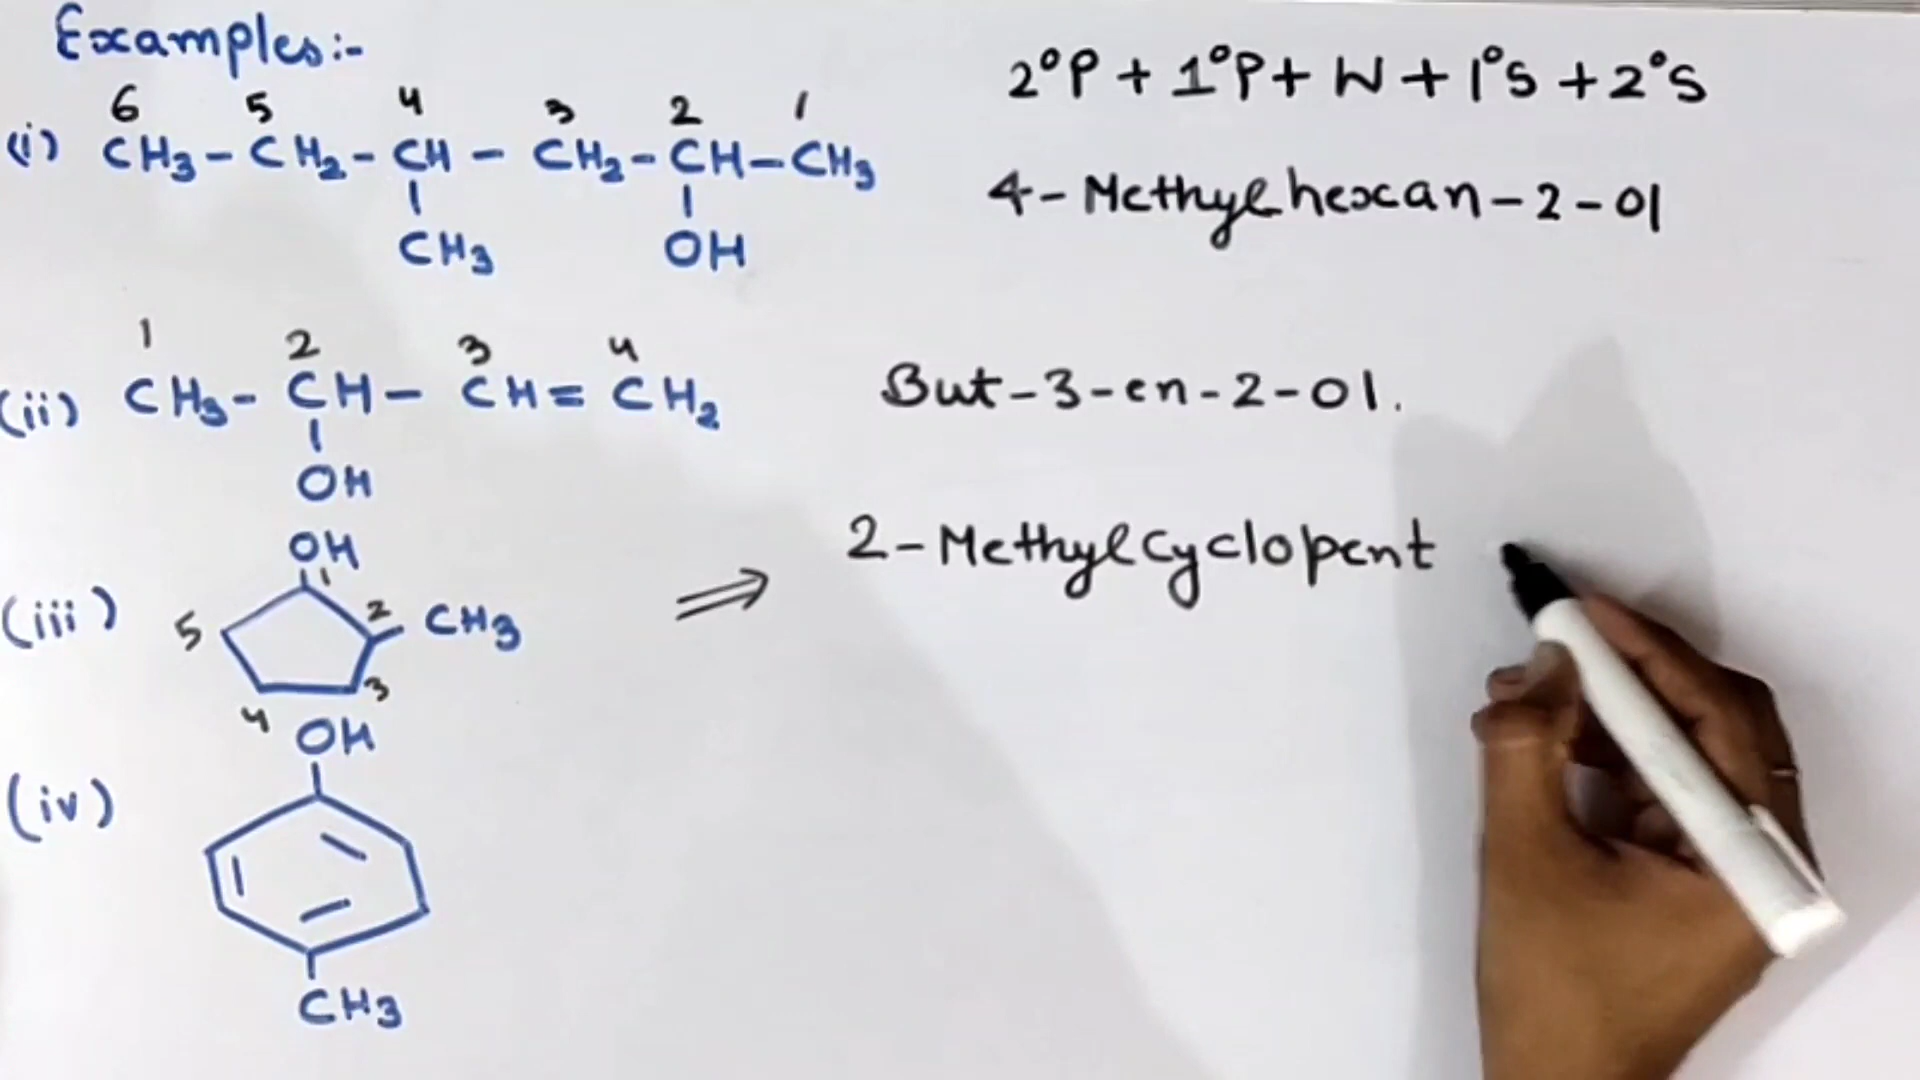 Examples:-
2°P + 1°P + W + 1°S + 2°S
6 5 4 3 2 1
(i) CH3 - CH2 - CH - CH2 - CH - CH3
CH3 OH
4-Methylhexan-2-ol
1 2 3 4
(ii) CH3 - CH - CH = CH2
OH
But-3-en-2-ol.
(iii)
OH
1
5 2 CH3
4 3
⇒ 2-Methylcyclopent
(iv)
OH
CH3